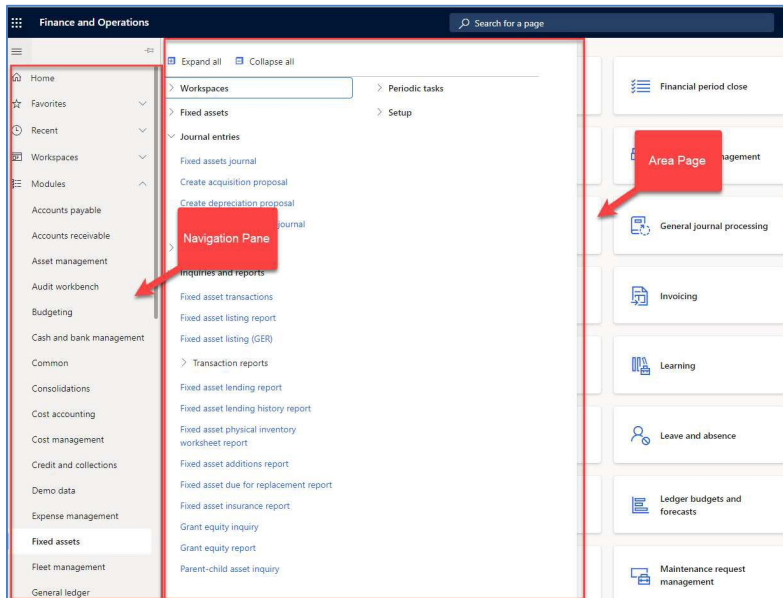 Finance and Operations
Search for a page
Home
Favorites
Recent
Workspaces
Modules
Accounts payable
Accounts receivable
Asset management
Audit workbench
Budgeting
Cash and bank management
Common
Consolidations
Cost accounting
Cost management
Credit and collections
Demo data
Expense management
Fixed assets
Fleet management
General ledger
Navigation Pane
Expand all
Collapse all
Workspaces
Fixed assets
Journal entries
Fixed assets journal
Create acquisition proposal
Create depreciation proposal
journal
Inquiries and reports
Fixed asset transactions
Fixed asset listing report
Fixed asset listing (GER)
Transaction reports
Fixed asset lending report
Fixed asset lending history report
Fixed asset physical inventory
worksheet report
Fixed asset additions report
Fixed asset due for replacement report
Fixed asset insurance report
Grant equity inquiry
Grant equity report
Parent-child asset inquiry
Periodic tasks
Setup
Area Page
Financial period close
General journal processing
Invoicing
Learning
Leave and absence
Ledger budgets and
forecasts
Maintenance request
management